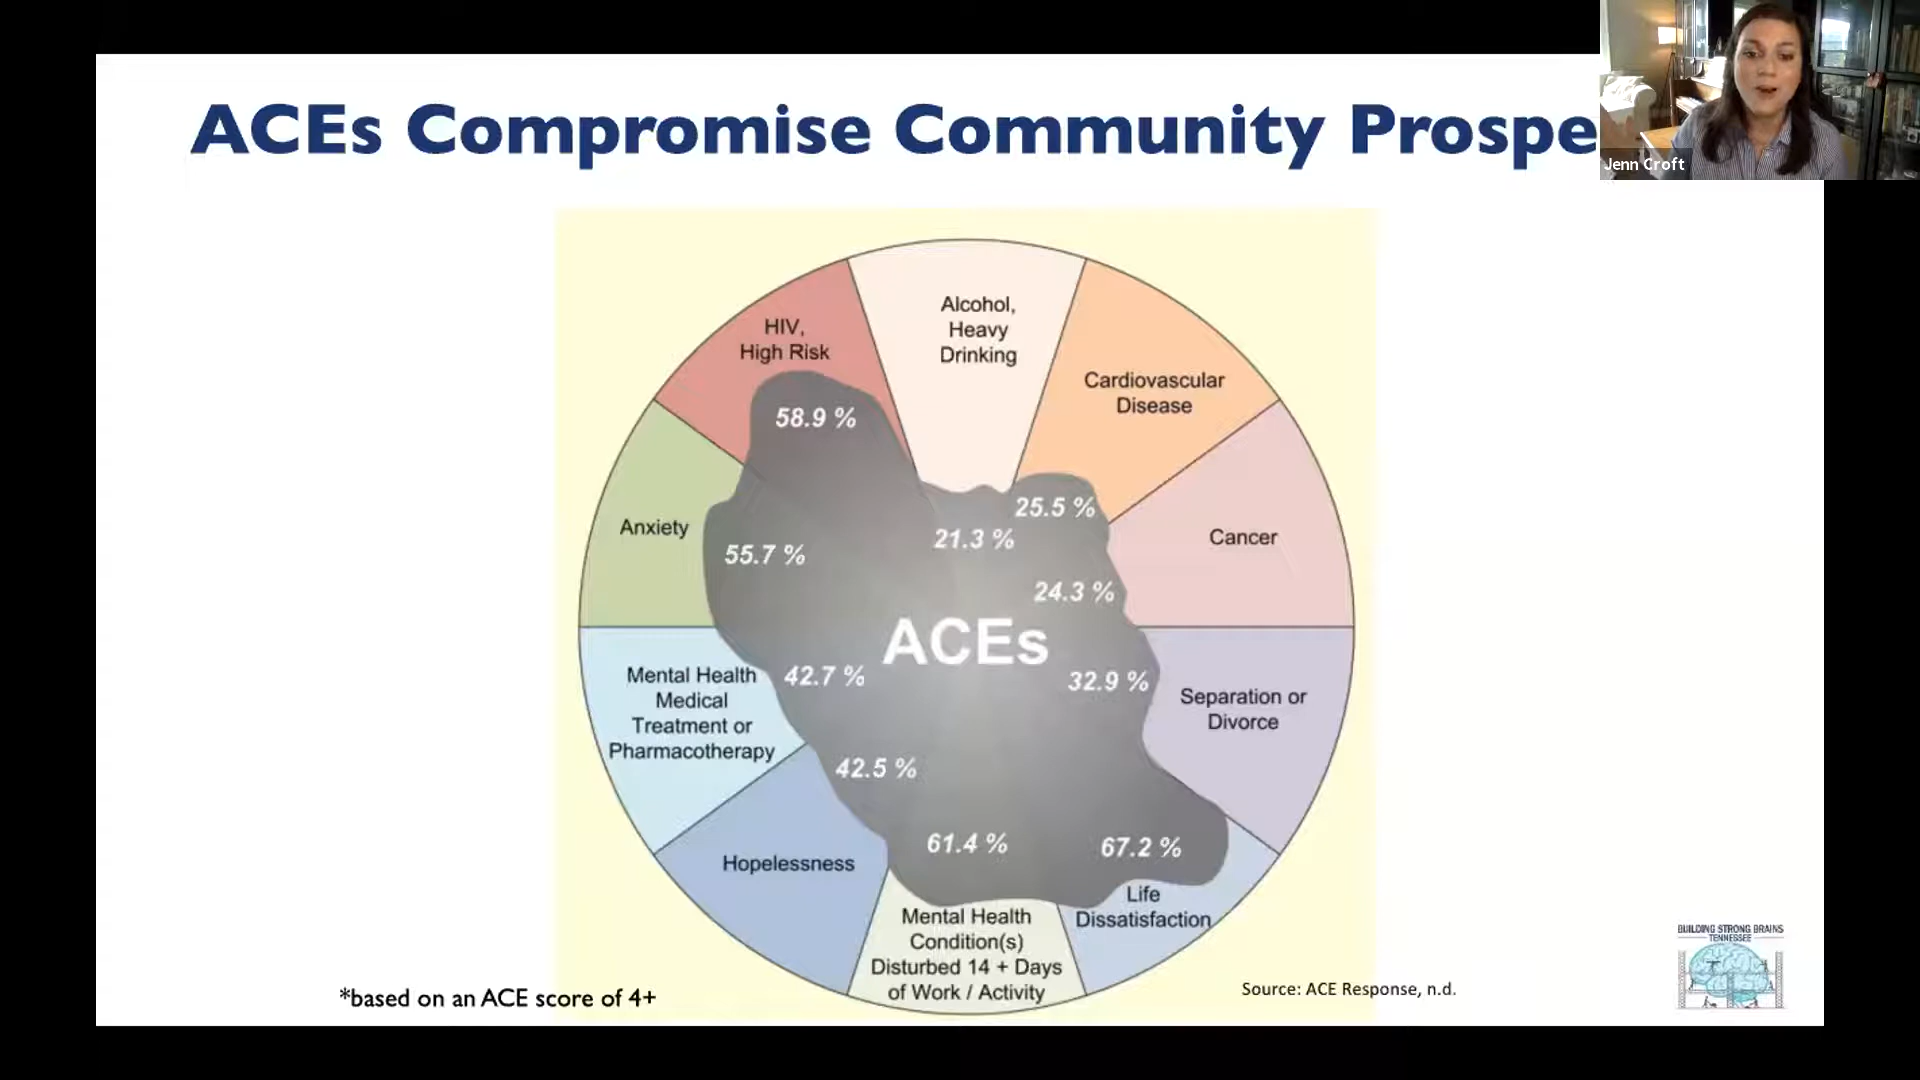 ACEs Compromise Community Prospe
Jenn Croft
Alcohol,
Heavy
Drinking
HIV,
High Risk
Cardiovascular
Disease
58.9 %
25.5 %
21.3 %
Anxiety
55.7 %
Cancer
24.3 %
ACEs
Mental Health
Medical
Treatment or
Pharmacotherapy
42.7 %
32.9 %
Separation or
Divorce
42.5 %
61.4 %
67.2 %
Hopelessness
Life
Dissatisfaction
Mental Health
Condition(s)
Disturbed 14 + Days
of Work / Activity
*based on an ACE score of 4+
Source: ACE Response, n.d.
BUILDING STRONG BRAINS
TENNESSEE